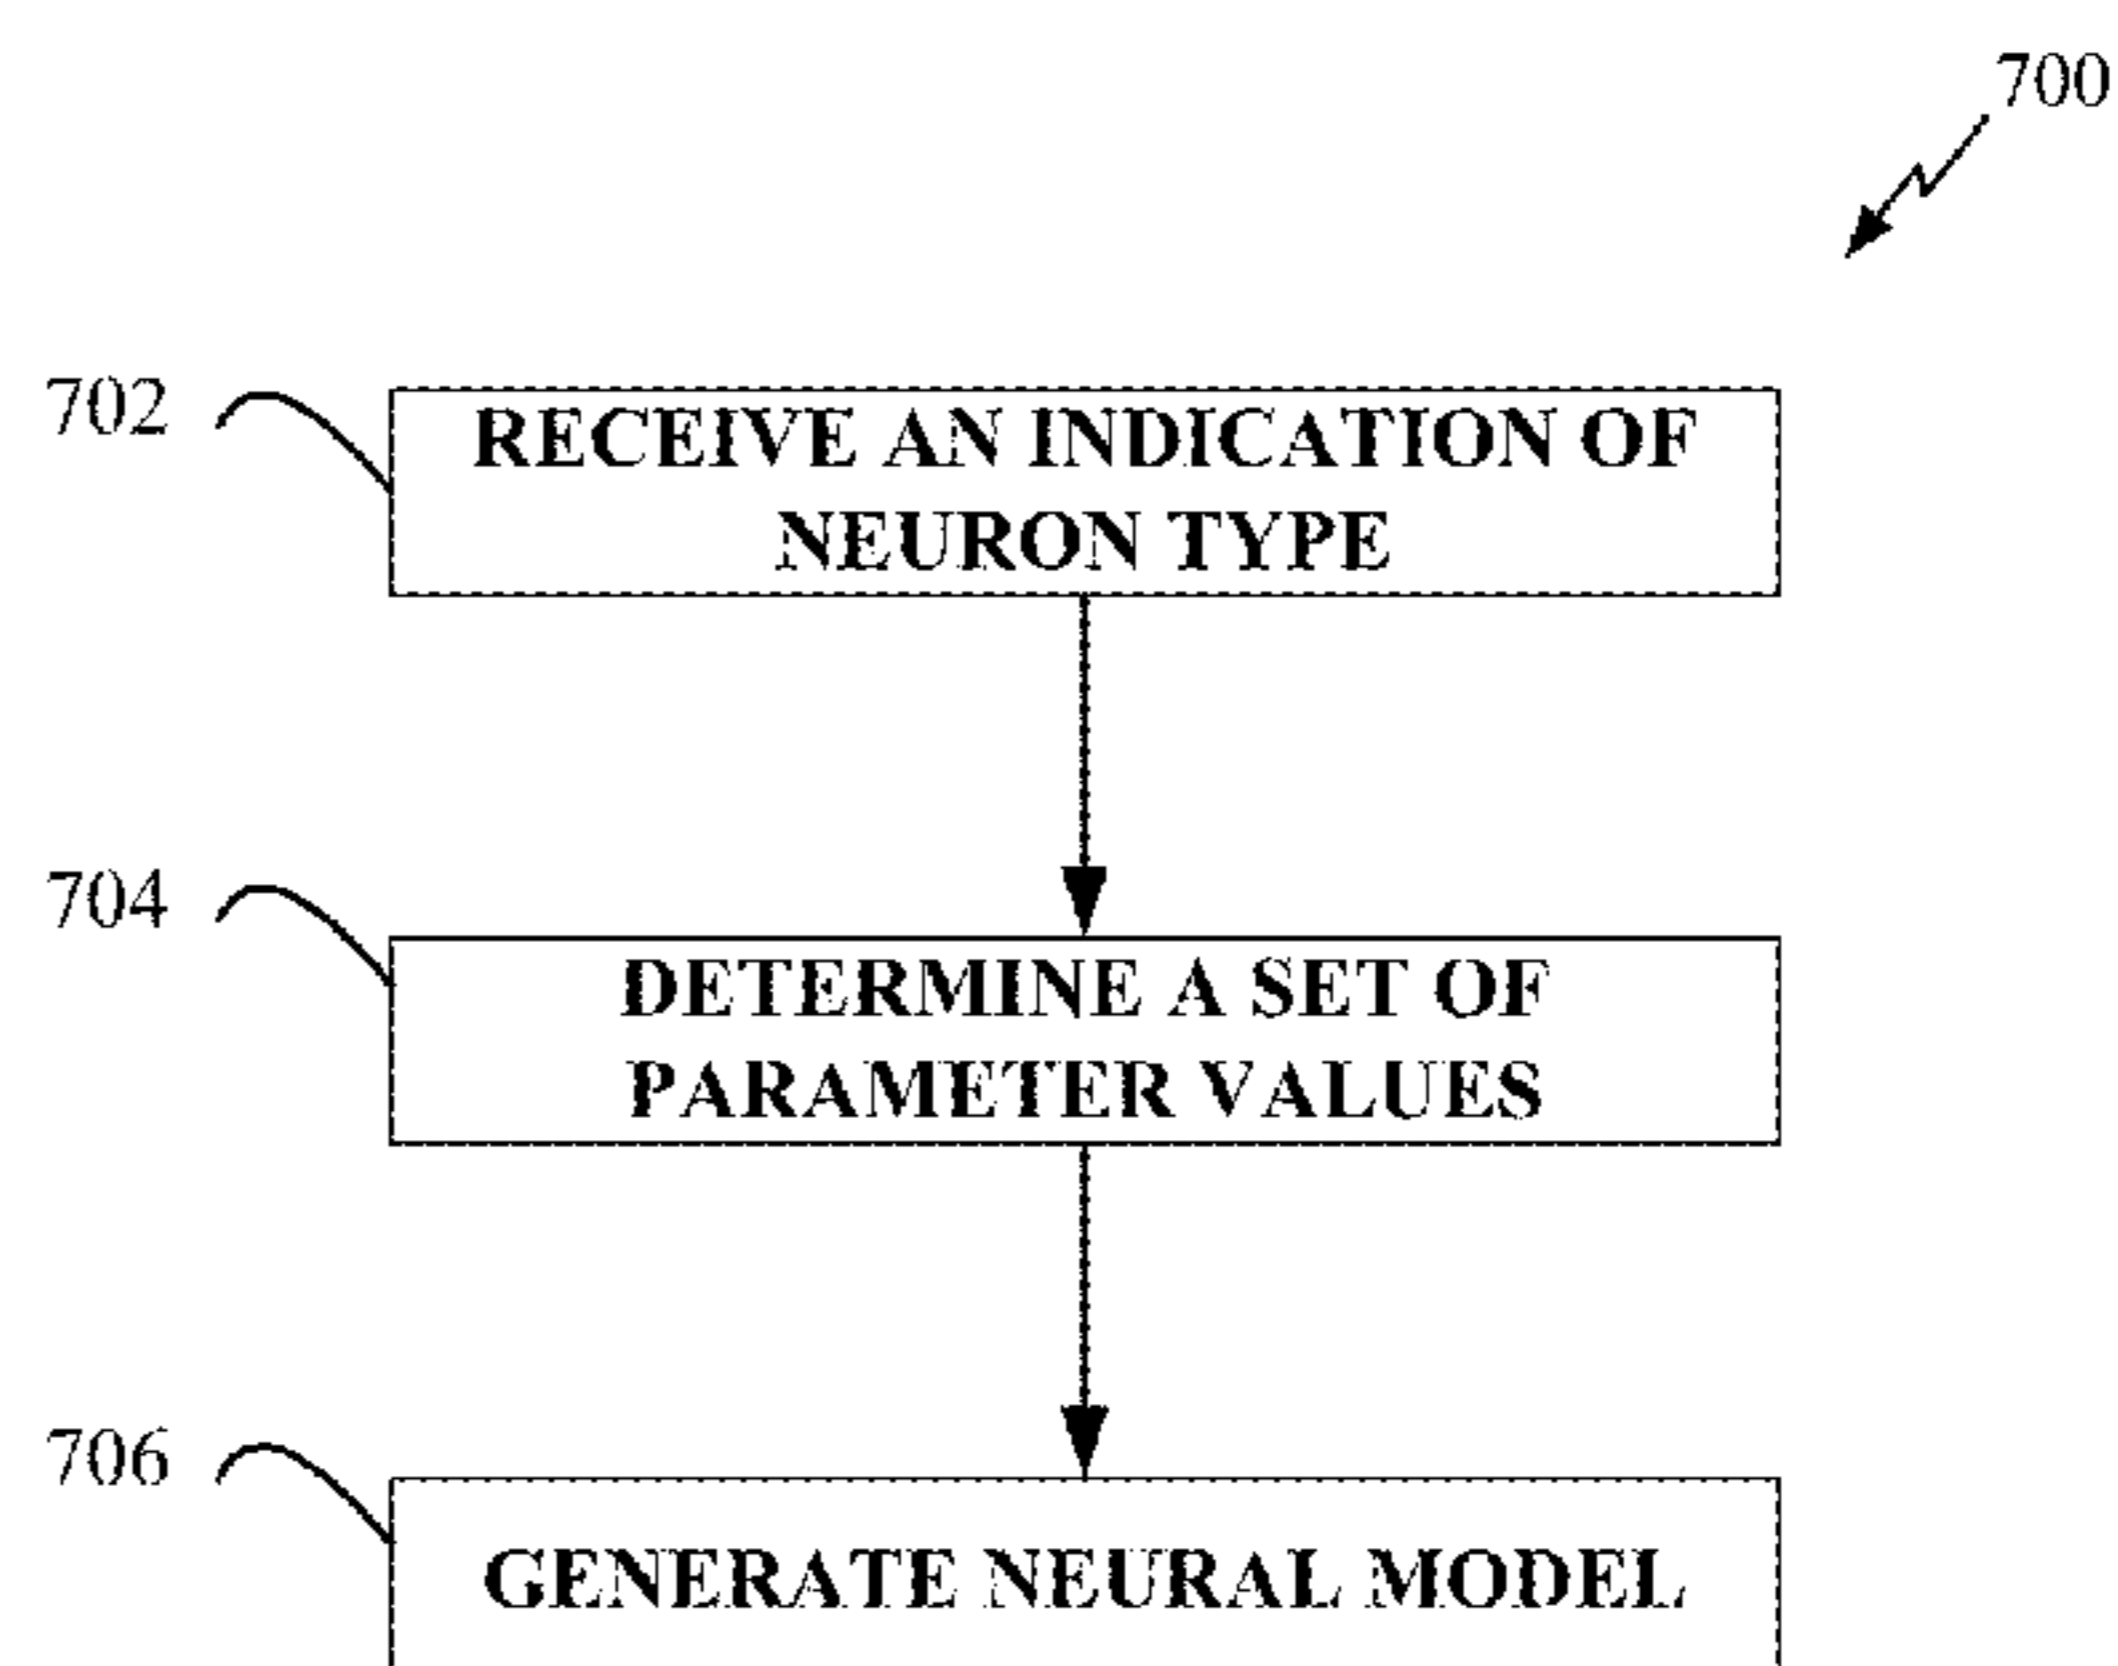 700
702
RECEIVE AN INDICATION OF
NEURON TYPE
704
DETERMINE A SET OF
PARAMETER VALUES
706
GENERATE NEURAL MODEL